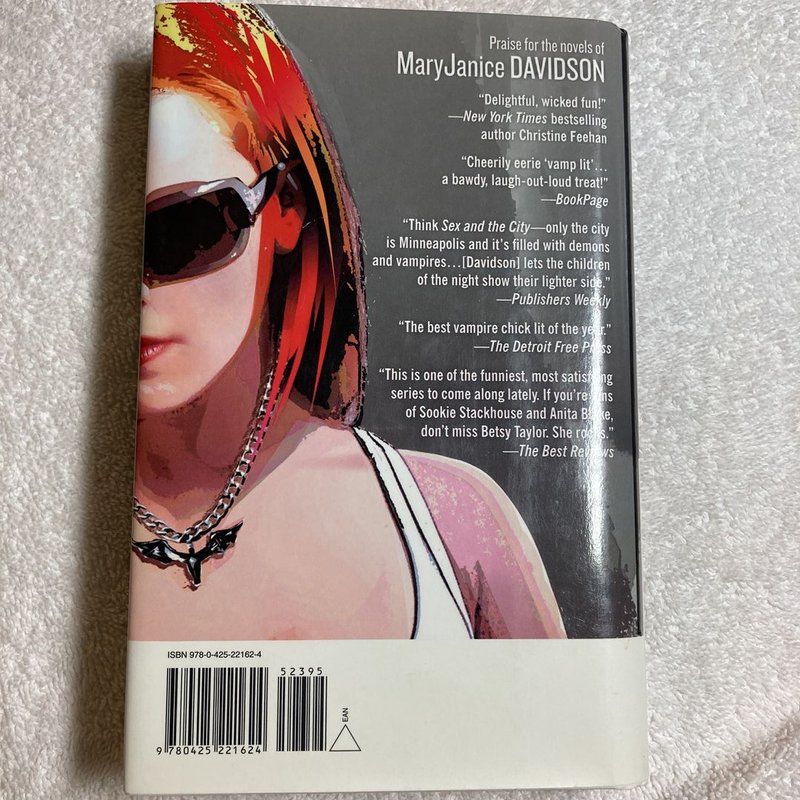 Praise for the novels of
MaryJanice DAVIDSON
“Delightful, wicked fun!”
—New York Times bestselling
author Christine Feehan
“Cheerily eerie ‘vamp lit’...
a bawdy, laugh-out-loud treat!”
—BookPage
“Think Sex and the City—only the city
is Minneapolis and it’s filled with demons
and vampires...[Davidson] lets the children
of the night show their lighter side.”
—Publishers Weekly
“The best vampire chick lit of the year.”
—The Detroit Free Press
“This is one of the funniest, most satisfying
series to come along lately. If you’re fans
of Sookie Stackhouse and Anita Blake,
don’t miss Betsy Taylor. She rocks.”
—The Best Reviews
ISBN 978-0-425-22162-4
52395
9 780425 221624
EAN